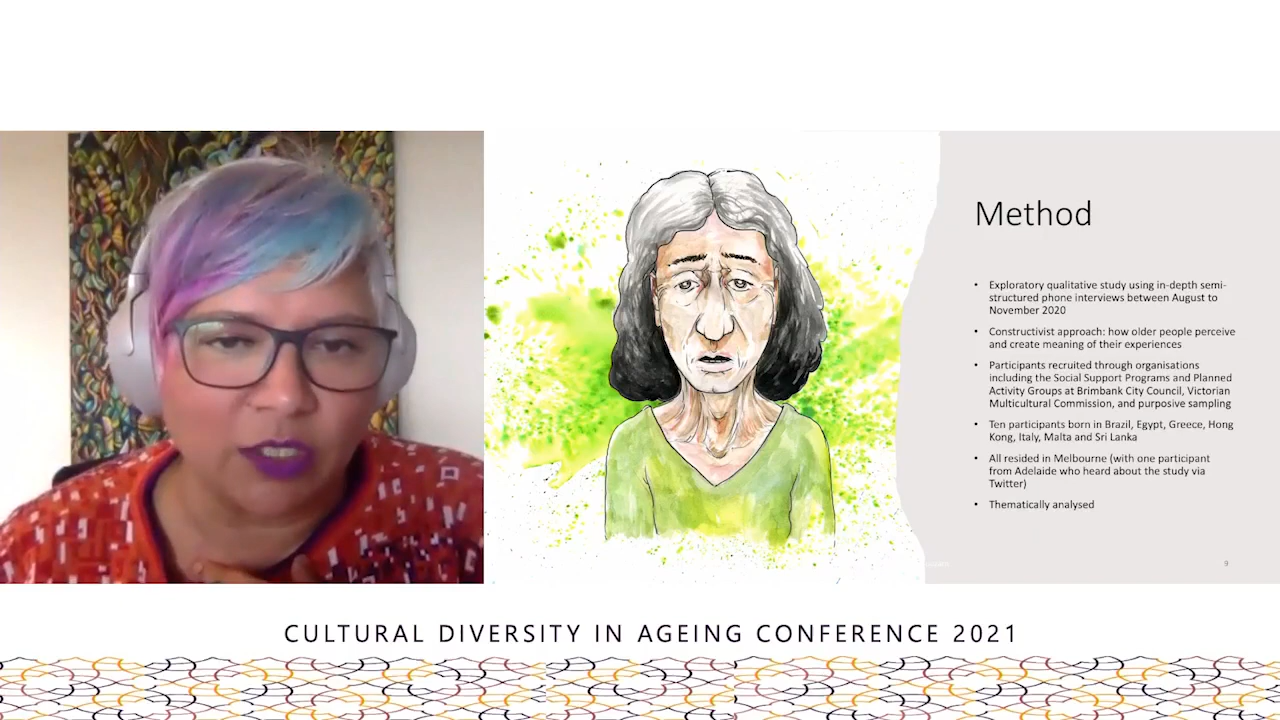 Method
• Exploratory qualitative study using in-depth semi-
structured phone interviews between August to
November 2020
• Constructivist approach: how older people perceive
and create meaning of their experiences
• Participants recruited through organisations
including the Social Support Programs and Planned
Activity Groups at Brimbank City Council, Victorian
Multicultural Commission, and purposive sampling
• Ten participants born in Brazil, Egypt, Greece, Hong
Kong, Italy, Malta and Sri Lanka
• All resided in Melbourne (with one participant
from Adelaide who heard about the study via
Twitter)
• Thematically analysed
9
CULTURAL DIVERSITY IN AGEING CONFERENCE 2021